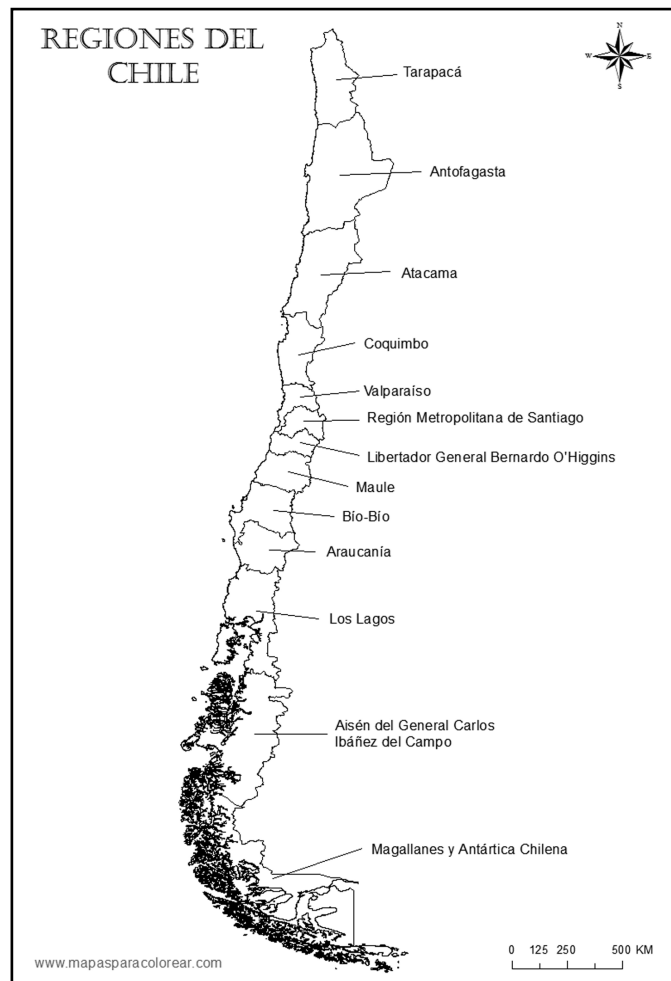 REGIONES DEL
CHILE
N
W
E
S
Tarapacá
Antofagasta
Atacama
Coquimbo
Valparaíso
Región Metropolitana de Santiago
Libertador General Bernardo O'Higgins
Maule
Bío-Bío
Araucanía
Los Lagos
Aisén del General Carlos
Ibáñez del Campo
Magallanes y Antártica Chilena
0 125 250 500 KM
www.mapasparacolorear.com